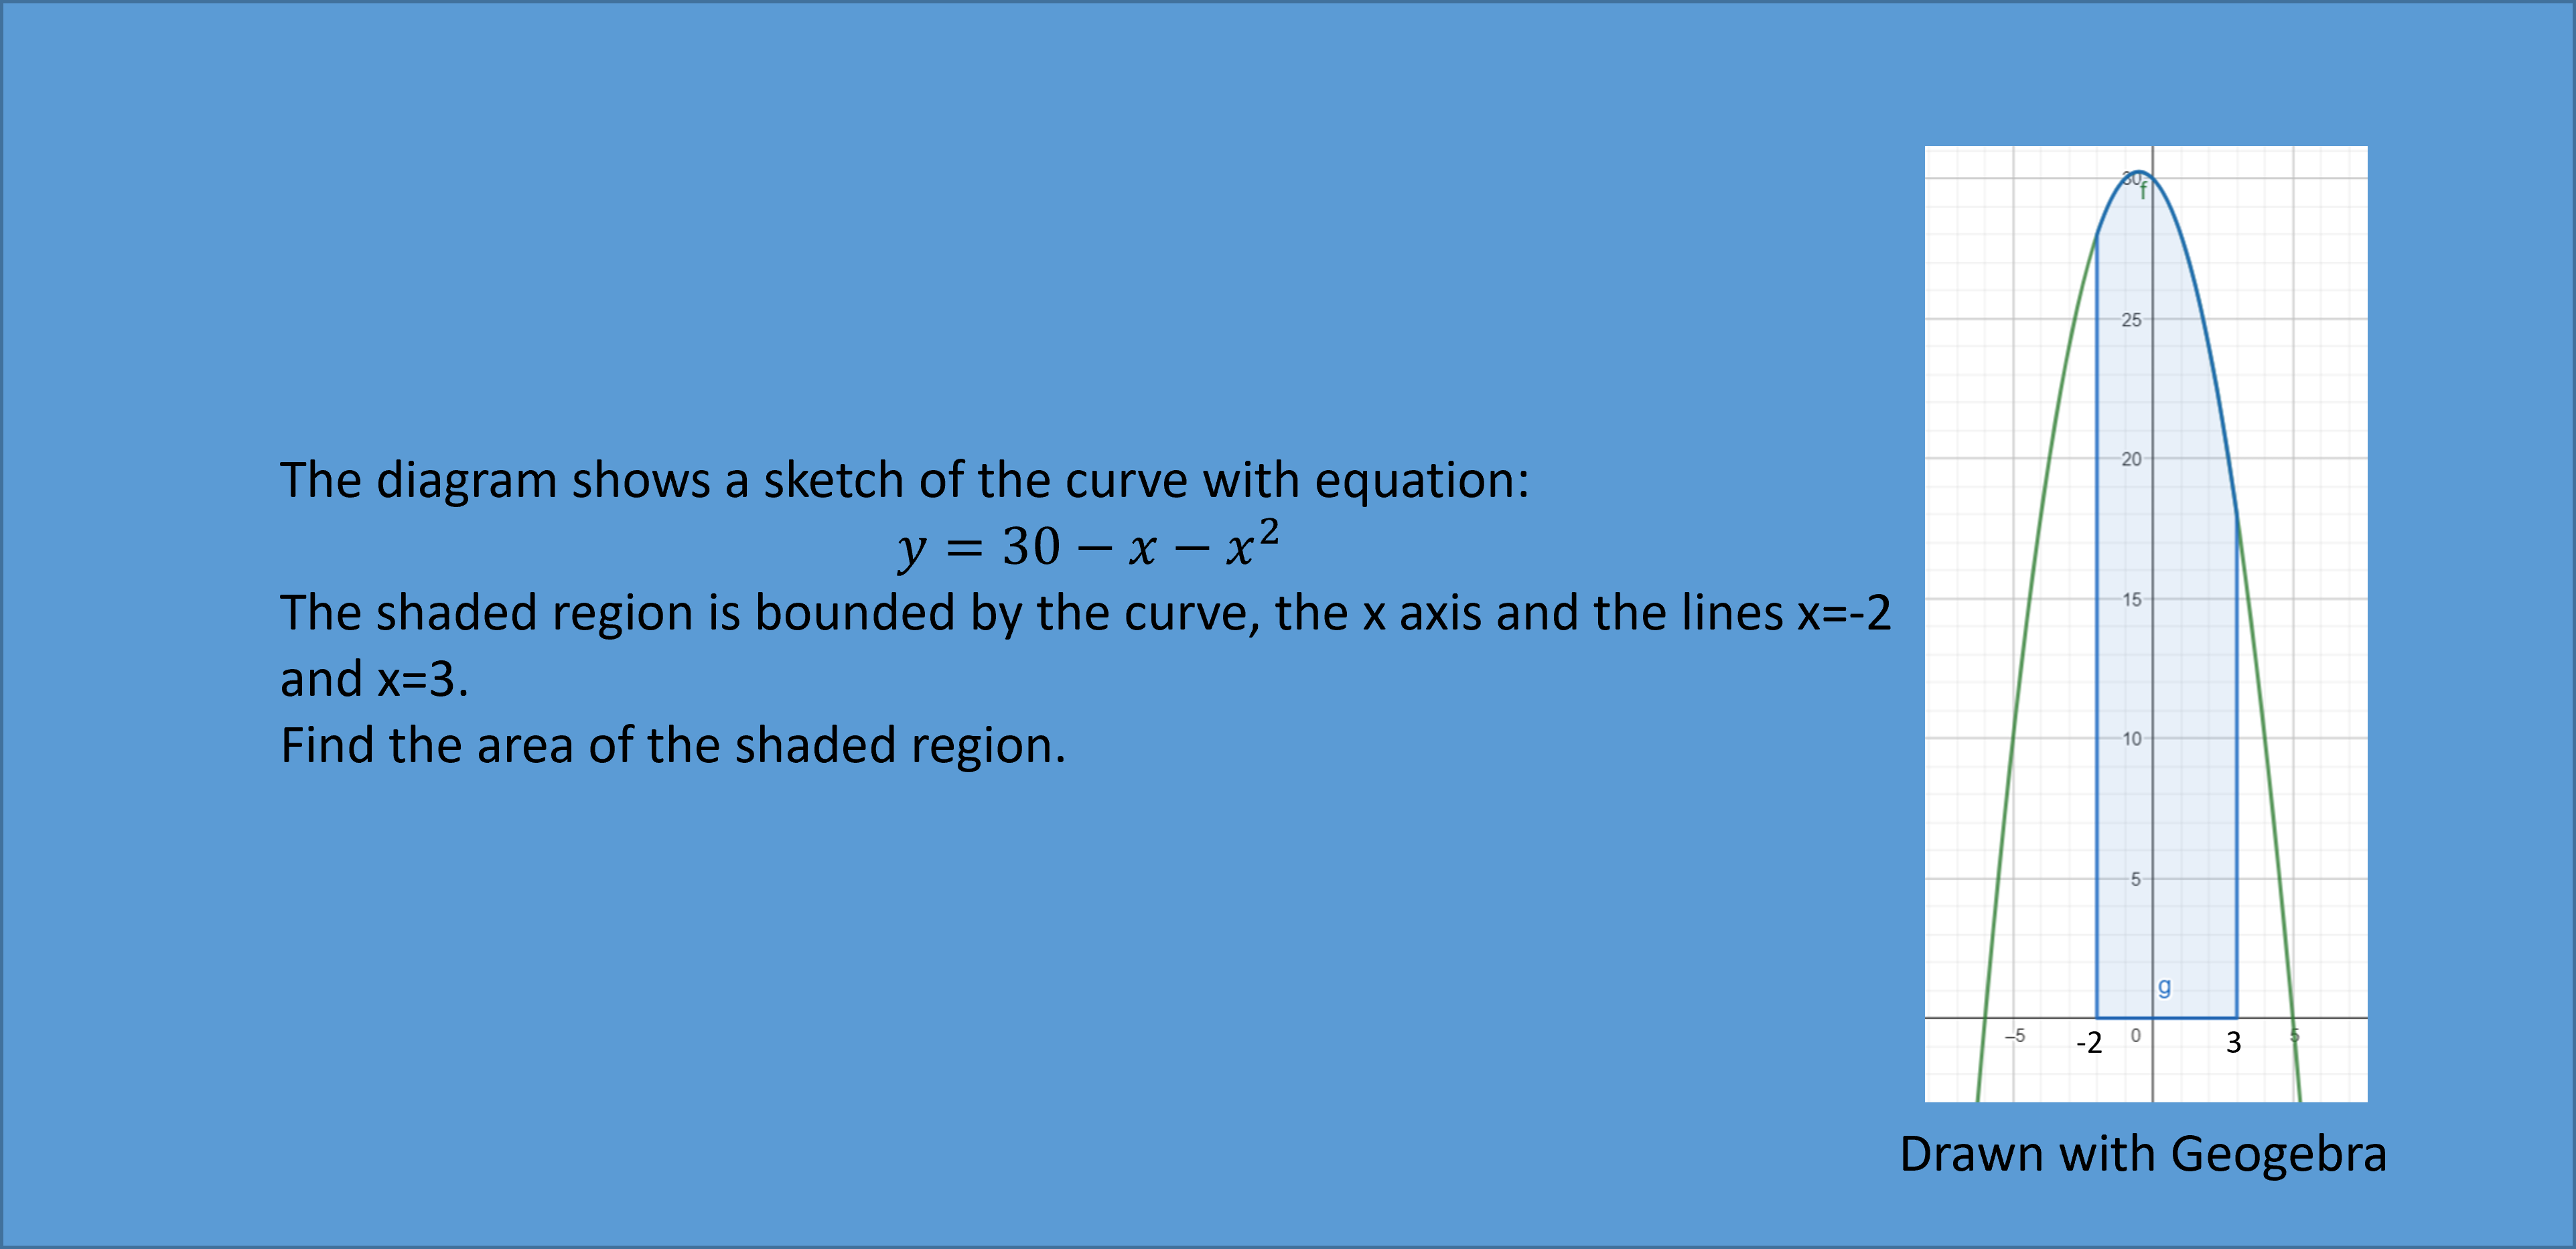 The diagram shows a sketch of the curve with equation:
y = 30 − x − x²
The shaded region is bounded by the curve, the x axis and the lines x=-2
and x=3.
Find the area of the shaded region.
30
f
25
20
15
10
5
g
–5
-2
0
3
5
Drawn with Geogebra